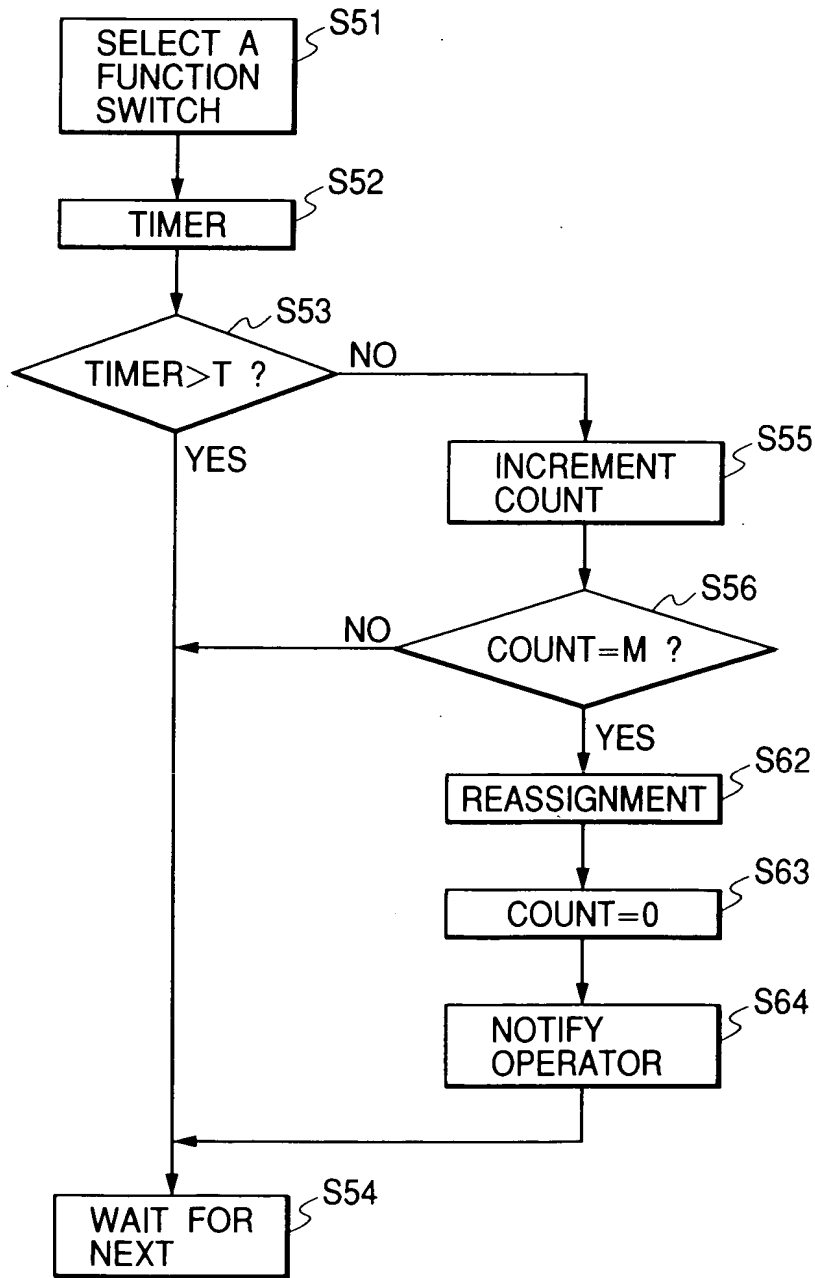 S51
SELECT A
FUNCTION
SWITCH
S52
TIMER
S53
TIMER>T ?
NO
YES
S55
INCREMENT
COUNT
S56
NO
COUNT=M ?
YES
S62
REASSIGNMENT
S63
COUNT=0
S64
NOTIFY
OPERATOR
S54
WAIT FOR
NEXT